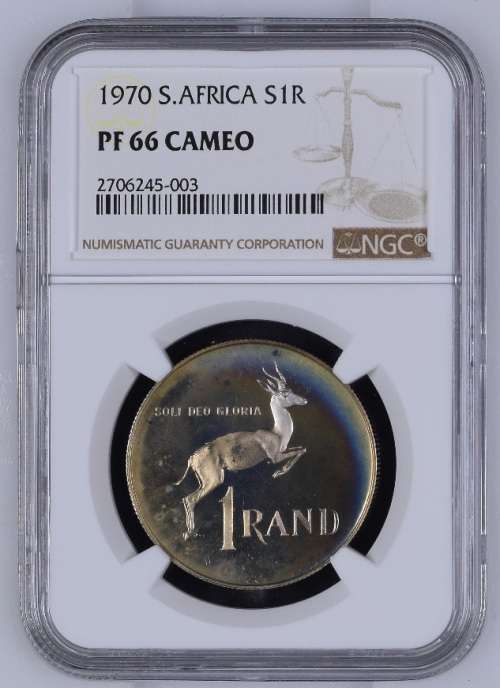 1970 S.AFRICA S1R
PF 66 CAMEO
2706245-003
NUMISMATIC GUARANTY CORPORATION NGC®
SOLI DEO GLORIA
1 RAND